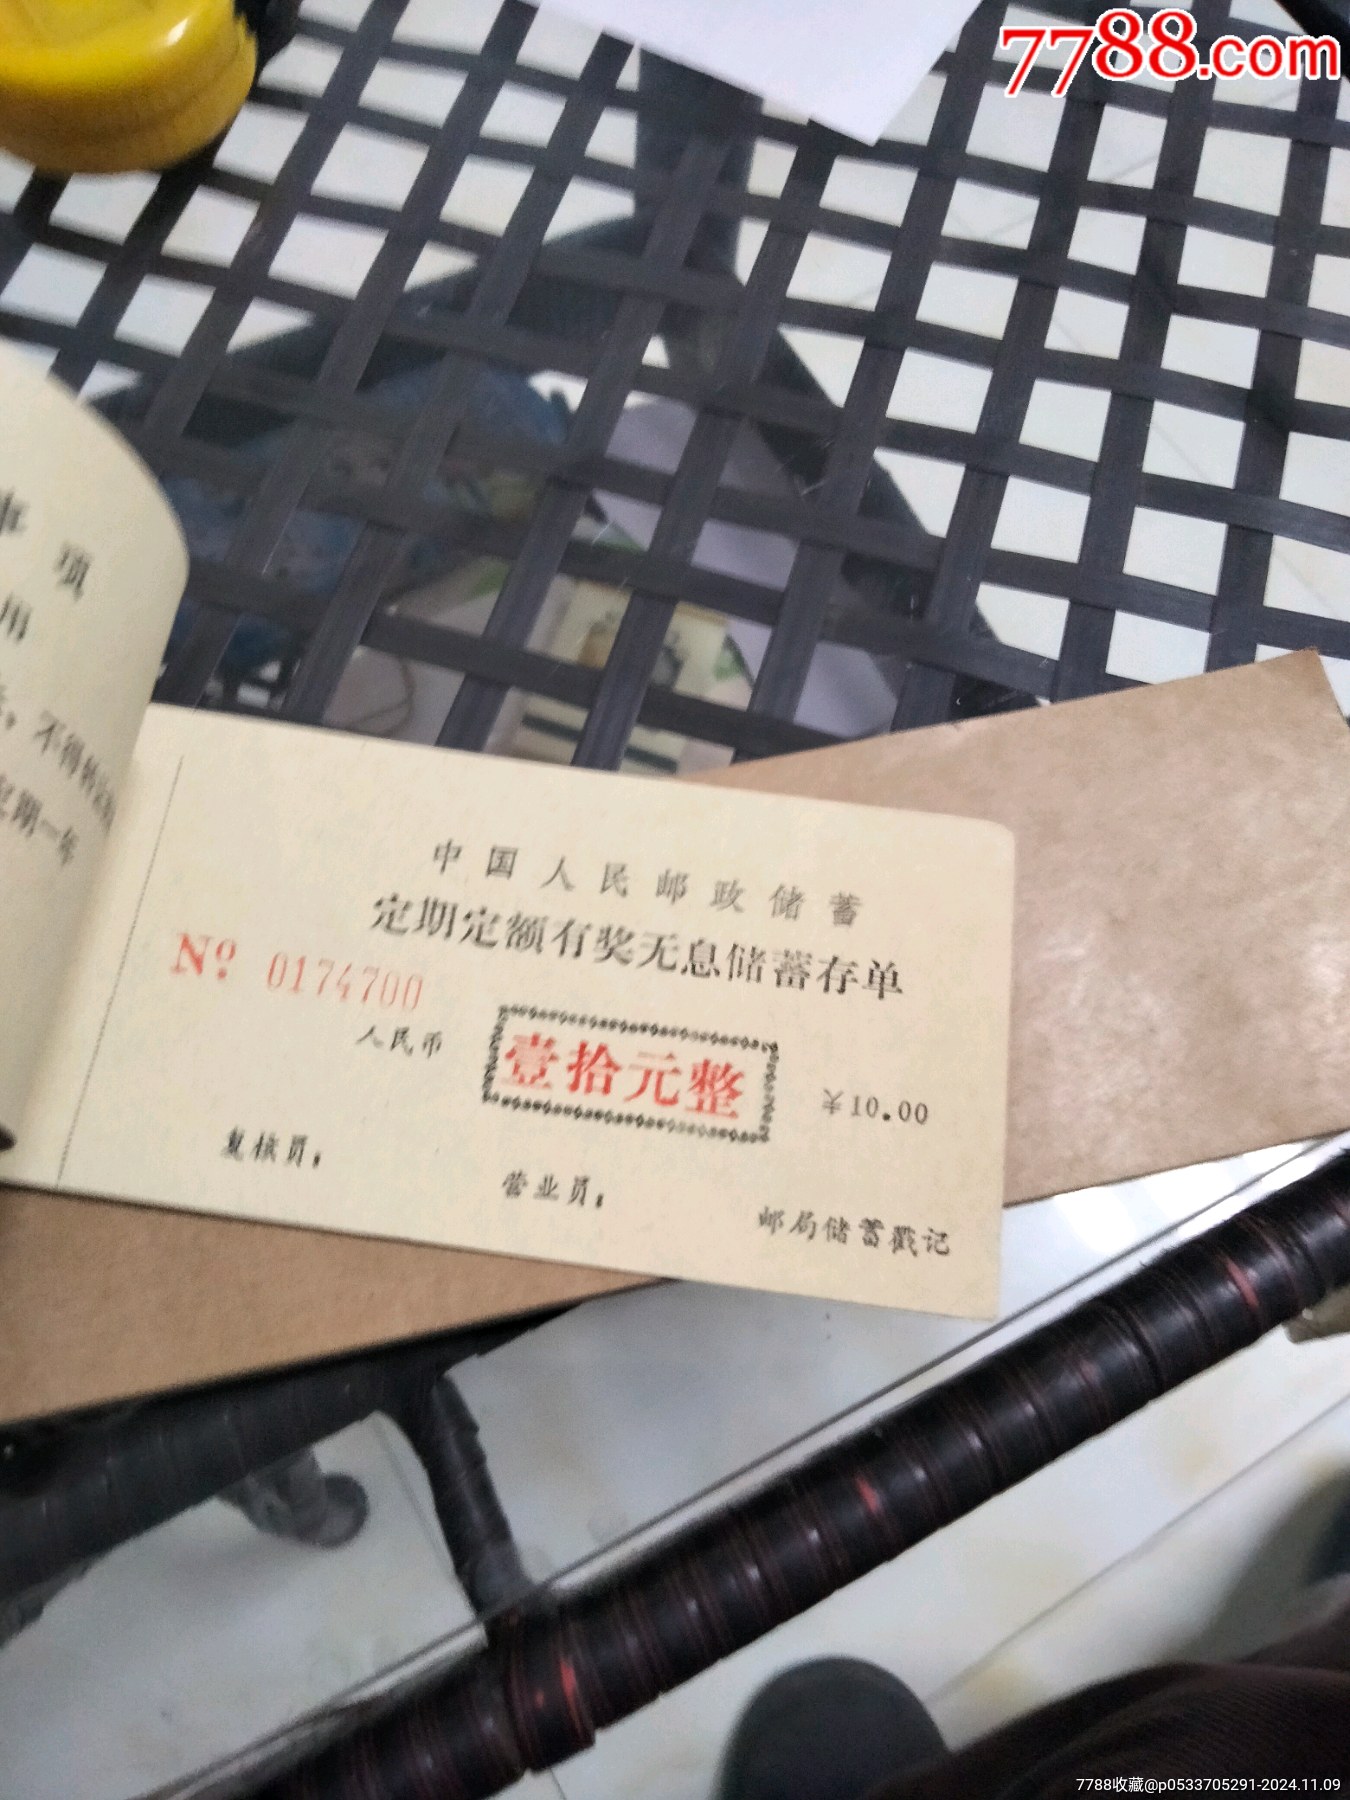 7788.com
事项
用
,不得转让
定期一年
中国人民邮政储蓄
定期定额有奖无息储蓄存单
Nº 0174700
人民币 壹拾元整 ¥10.00
复核员： 营业员： 邮局储蓄戳记
7788收藏@p0533705291-2024.11.09